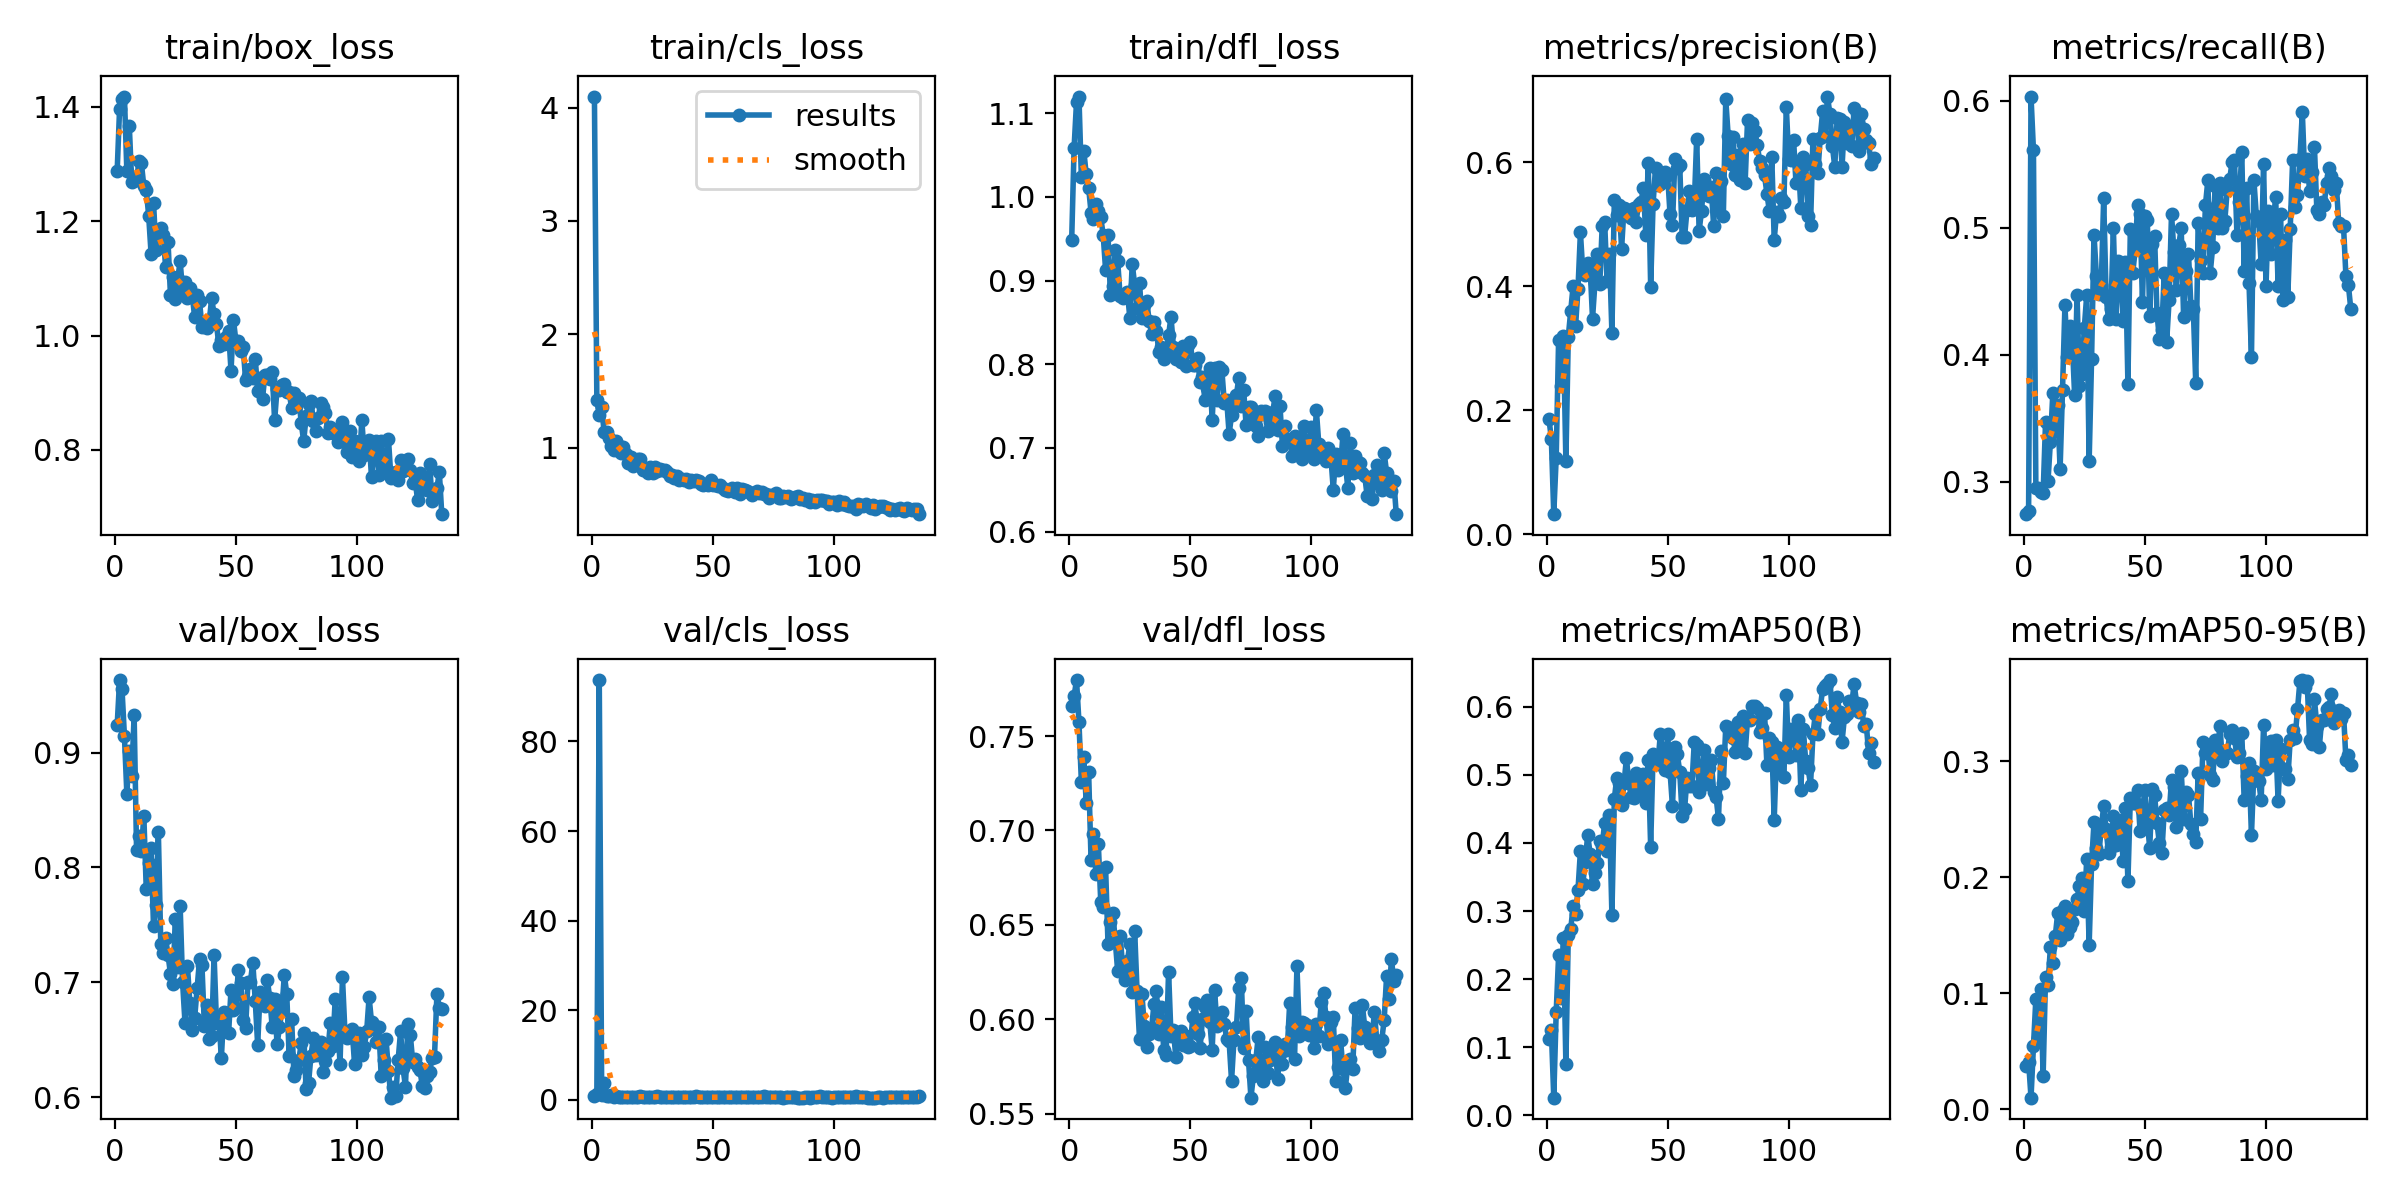 train/box_loss
1.4
1.2
1.0
0.8
0 50 100
train/cls_loss
results
smooth
4
3
2
1
0 50 100
train/dfl_loss
1.1
1.0
0.9
0.8
0.7
0.6
0 50 100
metrics/precision(B)
0.6
0.4
0.2
0.0
0 50 100
metrics/recall(B)
0.6
0.5
0.4
0.3
0 50 100
val/box_loss
0.9
0.8
0.7
0.6
0 50 100
val/cls_loss
80
60
40
20
0
0 50 100
val/dfl_loss
0.75
0.70
0.65
0.60
0.55
0 50 100
metrics/mAP50(B)
0.6
0.5
0.4
0.3
0.2
0.1
0.0
0 50 100
metrics/mAP50-95(B)
0.3
0.2
0.1
0.0
0 50 100